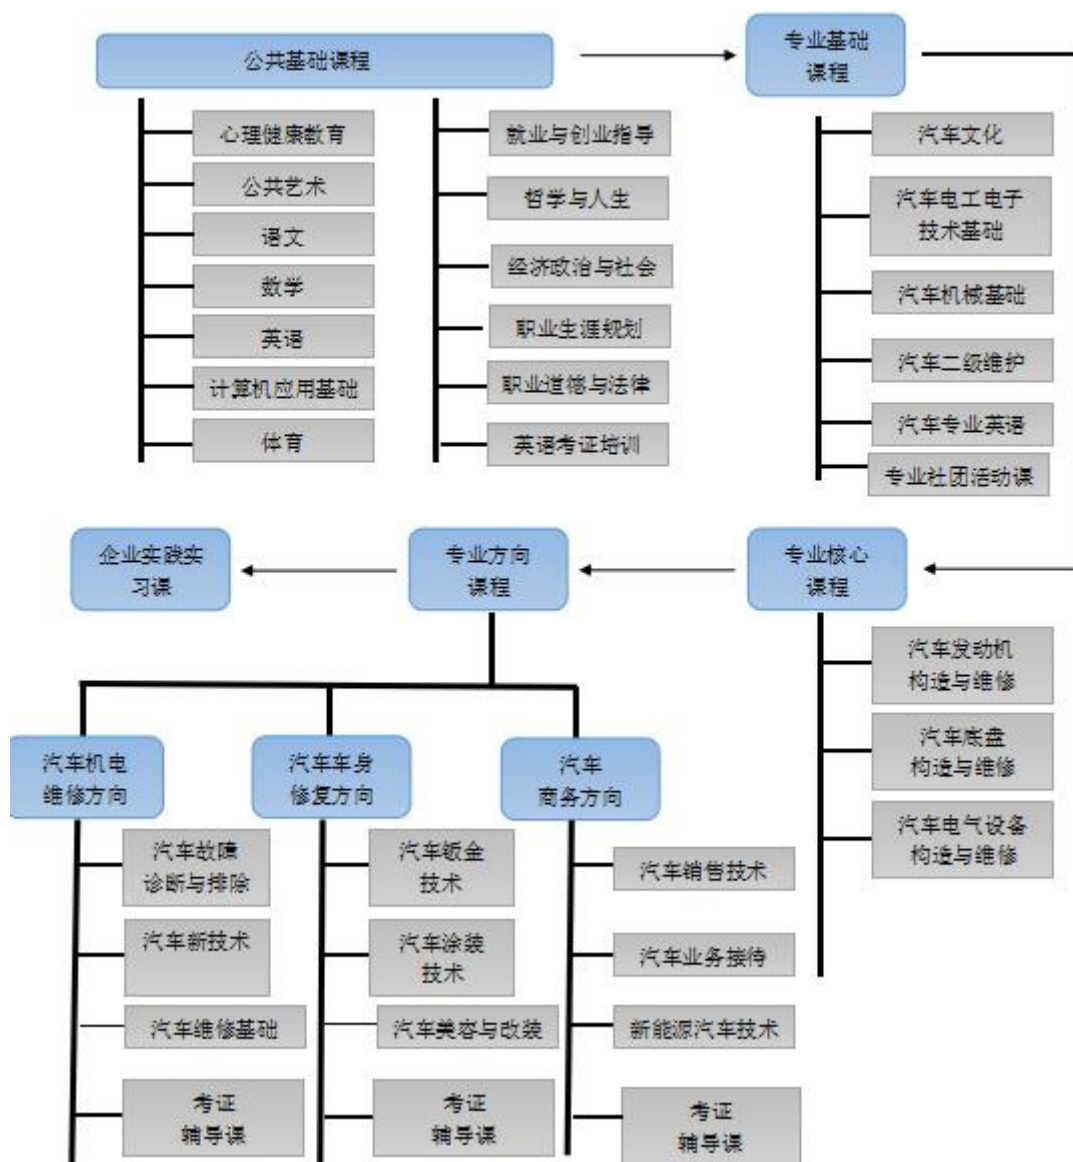 公共基础课程
专业基础
课程
心理健康教育
公共艺术
语文
数学
英语
计算机应用基础
体育
就业与创业指导
哲学与人生
经济政治与社会
职业生涯规划
职业道德与法律
英语考证培训
汽车文化
汽车电工电子
技术基础
汽车机械基础
汽车二级维护
汽车专业英语
专业社团活动课
企业实践实
习课
专业方向
课程
专业核心
课程
汽车发动机
构造与维修
汽车底盘
构造与维修
汽车电气设备
构造与维修
汽车机电
维修方向
汽车故障
诊断与排除
汽车新技术
汽车维修基础
考证
辅导课
汽车车身
修复方向
汽车钣金
技术
汽车涂装
技术
汽车美容与改装
考证
辅导课
汽车
商务方向
汽车销售技术
汽车业务接待
新能源汽车技术
考证
辅导课